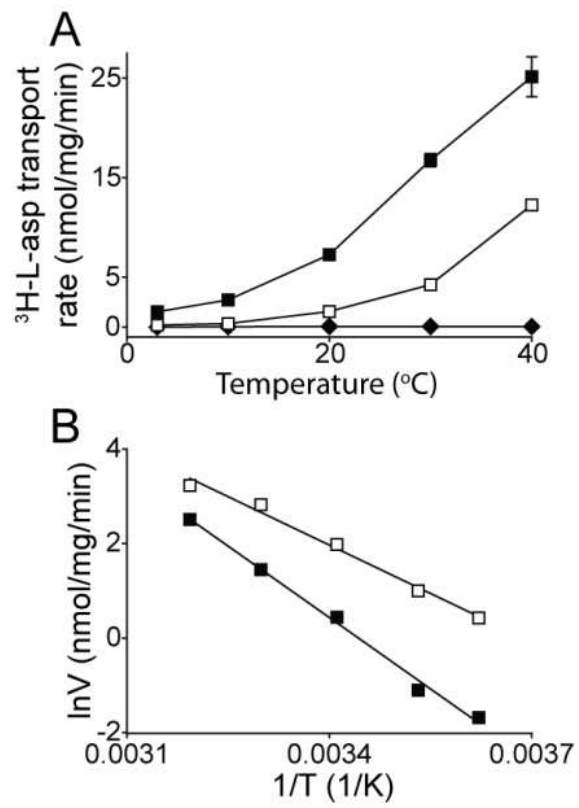 A
³H-L-asp transport
rate (nmol/mg/min)
25
15
5
0
0
20
40
Temperature (°C)
B
lnV (nmol/mg/min)
4
2
0
-2
0.0031
0.0034
0.0037
1/T (1/K)